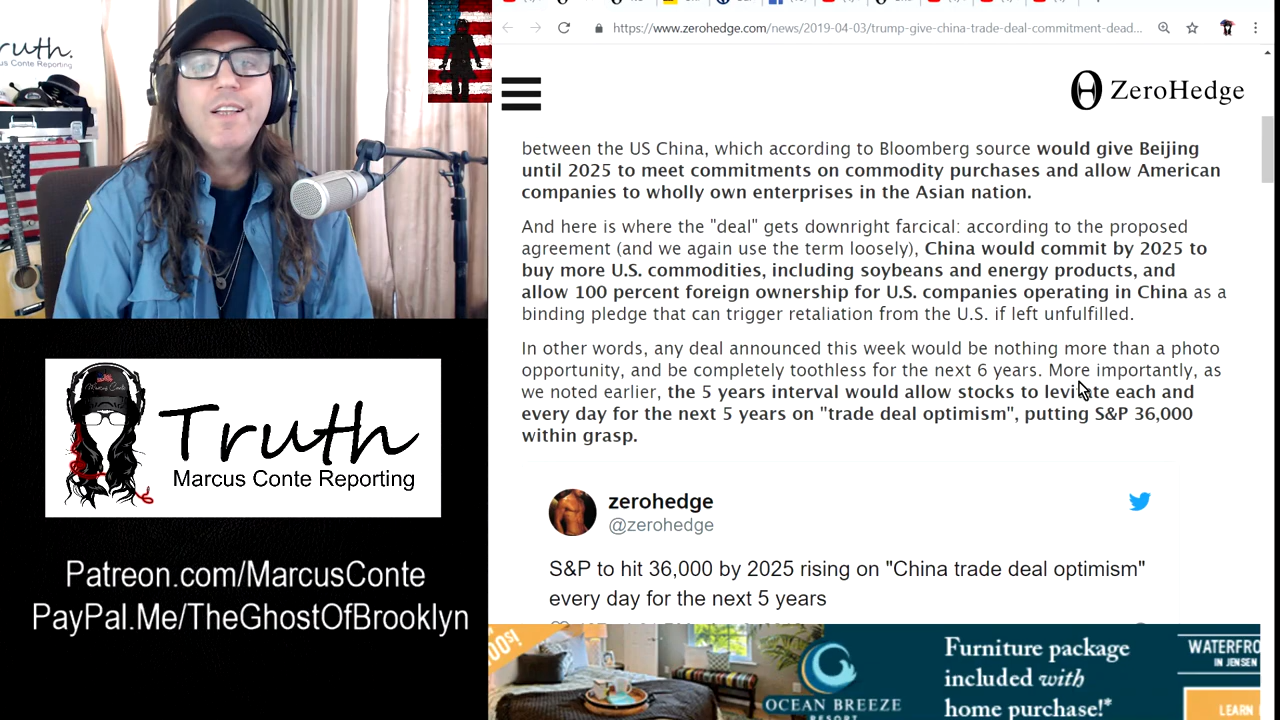 Truth.
Marcus Conte
Truth
Marcus Conte Reporting
Patreon.com/MarcusConte
PayPal.Me/TheGhostOfBrooklyn
https://www.zerohedge.com/news/2019-04-03/trump-give-china-trade-deal-commitment-dead...
ZeroHedge
between the US China, which according to Bloomberg source would give Beijing
until 2025 to meet commitments on commodity purchases and allow American
companies to wholly own enterprises in the Asian nation.
And here is where the "deal" gets downright farcical: according to the proposed
agreement (and we again use the term loosely), China would commit by 2025 to
buy more U.S. commodities, including soybeans and energy products, and
allow 100 percent foreign ownership for U.S. companies operating in China as a
binding pledge that can trigger retaliation from the U.S. if left unfulfilled.
In other words, any deal announced this week would be nothing more than a photo
opportunity, and be completely toothless for the next 6 years. More importantly, as
we noted earlier, the 5 years interval would allow stocks to levitate each and
every day for the next 5 years on "trade deal optimism", putting S&P 36,000
within grasp.
zerohedge
@zerohedge
S&P to hit 36,000 by 2025 rising on "China trade deal optimism"
every day for the next 5 years
OCEAN BREEZE
RESORT
Furniture package
included with
home purchase!*
WATERFRO
IN JENSEN
LEARN